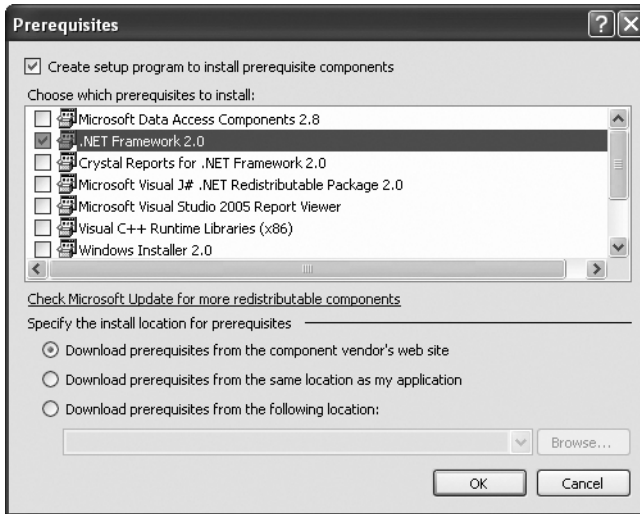 Prerequisites
Create setup program to install prerequisite components
Choose which prerequisites to install:
Microsoft Data Access Components 2.8
.NET Framework 2.0
Crystal Reports for .NET Framework 2.0
Microsoft Visual J# .NET Redistributable Package 2.0
Microsoft Visual Studio 2005 Report Viewer
Visual C++ Runtime Libraries (x86)
Windows Installer 2.0
Check Microsoft Update for more redistributable components
Specify the install location for prerequisites
Download prerequisites from the component vendor's web site
Download prerequisites from the same location as my application
Download prerequisites from the following location:
Browse...
OK Cancel